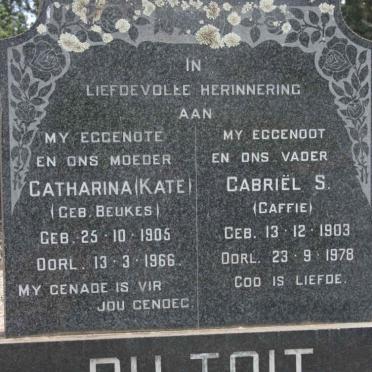 IN
LIEFDEVOLLE HERINNERING
AAN
MY EGGENOTE
EN ONS MOEDER
CATHARINA (KATE)
(GEB. BEUKES)
GEB. 25·10·1905
OORL. 13·3·1966.
MY GENADE IS VIR
JOU GENOEG.
MY EGGENOOT
EN ONS VADER
GABRIËL S.
(GAFFIE)
GEB. 13·12·1903
OORL. 23·9·1978
GOD IS LIEFDE.
DU TOIT